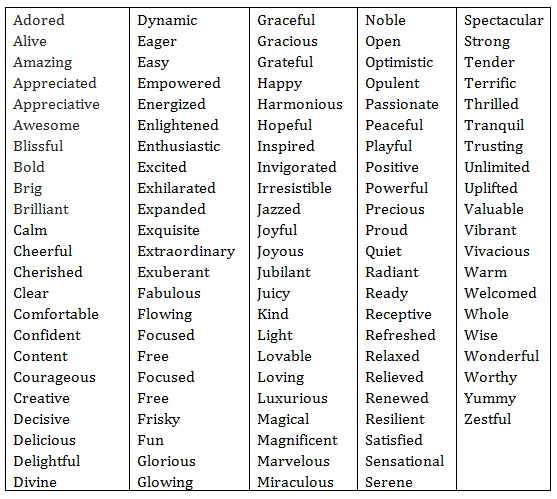 Adored Dynamic Graceful Noble Spectacular
Alive Eager Gracious Open Strong
Amazing Easy Grateful Optimistic Tender
Appreciated Empowered Happy Opulent Terrific
Appreciative Energized Harmonious Passionate Thrilled
Awesome Enlightened Hopeful Peaceful Tranquil
Blissful Enthusiastic Inspired Playful Trusting
Bold Excited Invigorated Positive Unlimited
Brig Exhilarated Irresistible Powerful Uplifted
Brilliant Expanded Jazzed Precious Valuable
Calm Exquisite Joyful Proud Vibrant
Cheerful Extraordinary Joyous Quiet Vivacious
Cherished Exuberant Jubilant Radiant Warm
Clear Fabulous Juicy Ready Welcomed
Comfortable Flowing Kind Receptive Whole
Confident Focused Light Refreshed Wise
Content Free Lovable Relaxed Wonderful
Courageous Focused Loving Relieved Worthy
Creative Free Luxurious Renewed Yummy
Decisive Frisky Magical Resilient Zestful
Delicious Fun Magnificent Satisfied
Delightful Glorious Marvelous Sensational
Divine Glowing Miraculous Serene